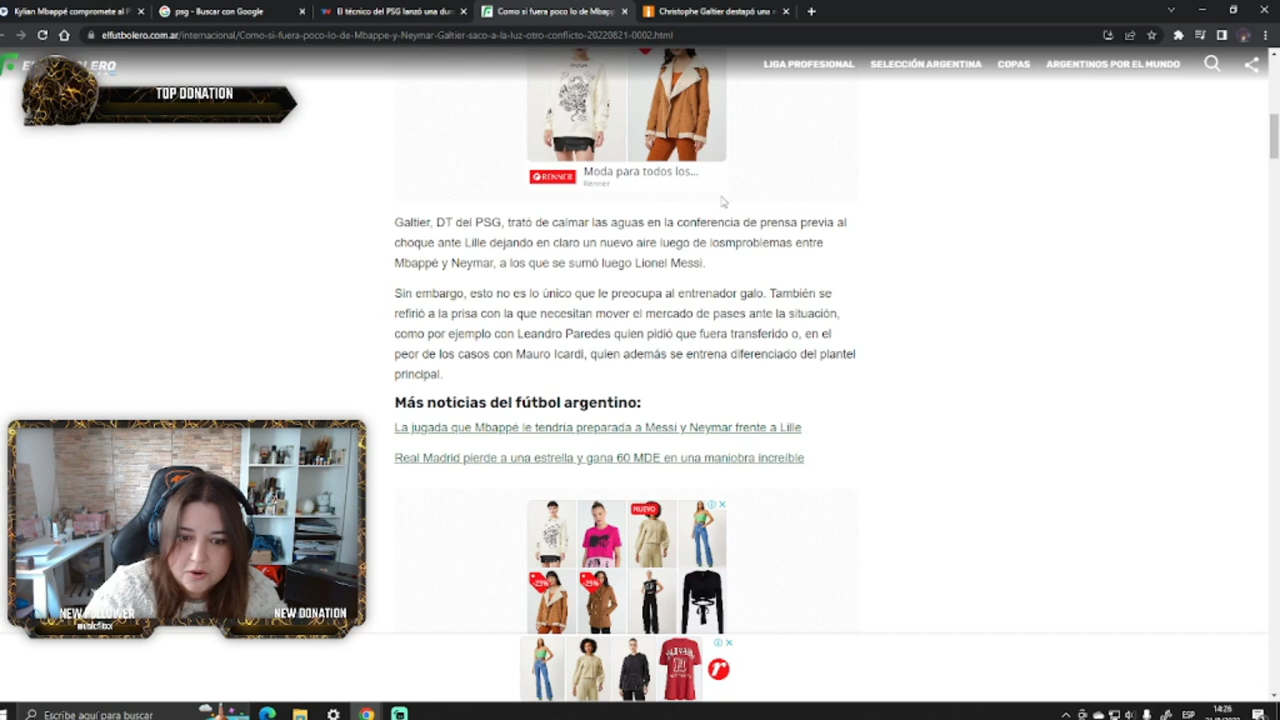 Kylian Mbappé compromete al P
psg - Buscar con Google
El técnico del PSG lanzó una du
Como si fuera poco lo de Mbapp
Christophe Galtier destapó una
elfutbolero.com.ar/internacional/Como-si-fuera-poco-lo-de-Mbappe-y-Neymar-Galtier-saco-a-la-luz-otro-conflicto-20220821-0002.html
LIGA PROFESIONAL
SELECCIÓN ARGENTINA
COPAS
ARGENTINOS POR EL MUNDO
TOP DONATION
RENNER
Moda para todos los...
Renner
Galtier, DT del PSG, trató de calmar las aguas en la conferencia de prensa previa al
choque ante Lille dejando en claro un nuevo aire luego de losmproblemas entre
Mbappé y Neymar, a los que se sumó luego Lionel Messi.
Sin embargo, esto no es lo único que le preocupa al entrenador galo. También se
refirió a la prisa con la que necesitan mover el mercado de pases ante la situación,
como por ejemplo con Leandro Paredes quien pidió que fuera transferido o, en el
peor de los casos con Mauro Icardi, quien además se entrena diferenciado del plantel
principal.
Más noticias del fútbol argentino:
La jugada que Mbappé le tendría preparada a Messi y Neymar frente a Lille
Real Madrid pierde a una estrella y gana 60 MDE en una maniobra increíble
NUEVO
-23%
-25%
NEW FOLLOWER
NEW DONATION
Escribe aquí para buscar
ESP
14:26